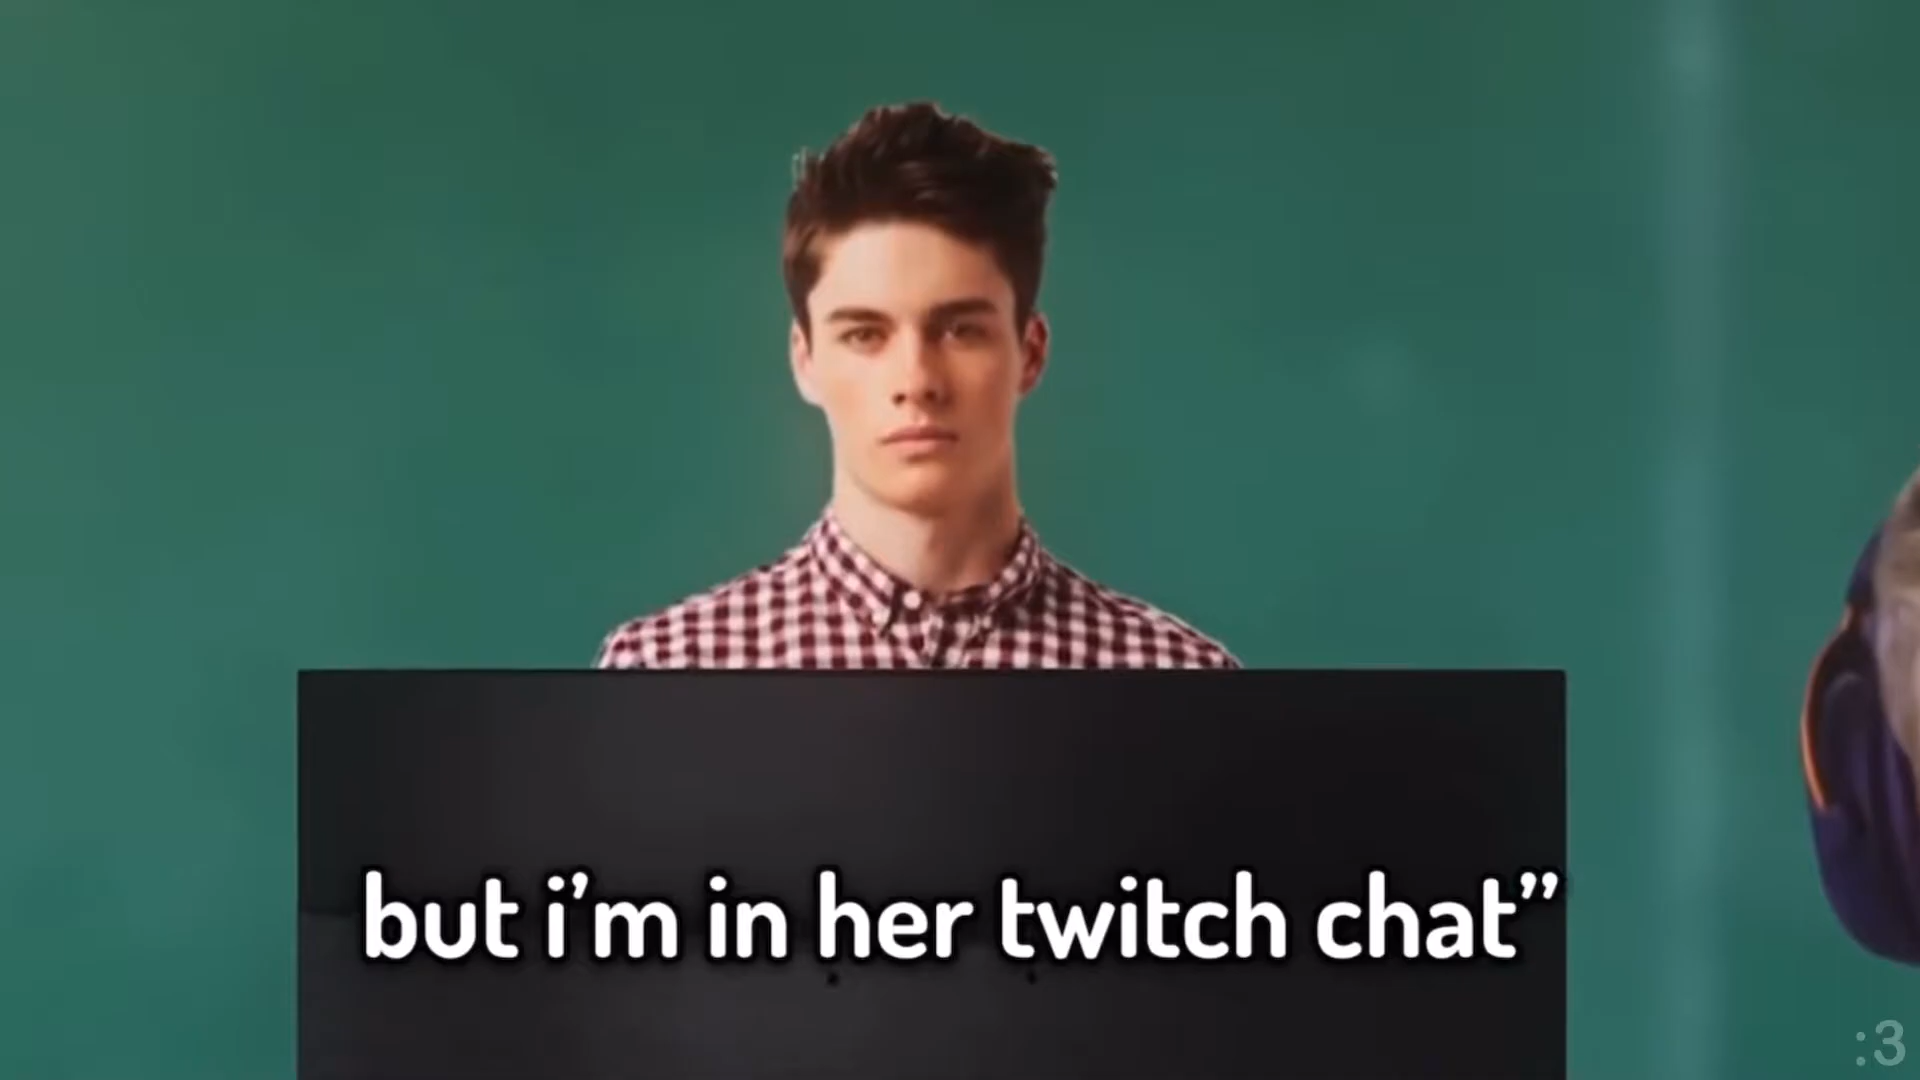 but i’m in her twitch chat”
:3